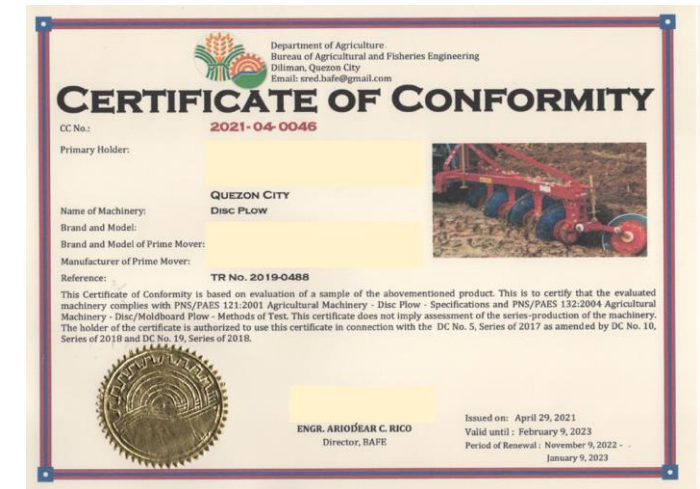 Department of Agriculture
Bureau of Agricultural and Fisheries Engineering
Diliman, Quezon City
Email: sred.bafe@gmail.com
CERTIFICATE OF CONFORMITY
CC No.: 2021-04-0046
Primary Holder:
QUEZON CITY
Name of Machinery: DISC PLOW
Brand and Model:
Brand and Model of Prime Mover:
Manufacturer of Prime Mover:
Reference: TR No. 2019-0488
This Certificate of Conformity is based on evaluation of a sample of the abovementioned product. This is to certify that the evaluated
machinery complies with PNS/PAES 121:2001 Agricultural Machinery - Disc Plow - Specifications and PNS/PAES 132:2004 Agricultural
Machinery - Disc/Moldboard Plow - Methods of Test. This certificate does not imply assessment of the series-production of the machinery.
The holder of the certificate is authorized to use this certificate in connection with the DC No. 5, Series of 2017 as amended by DC No. 10,
Series of 2018 and DC No. 19, Series of 2018.
ENGR. ARIODEAR C. RICO
Director, BAFE
Issued on: April 29, 2021
Valid until : February 9, 2023
Period of Renewal : November 9, 2022 -
January 9, 2023